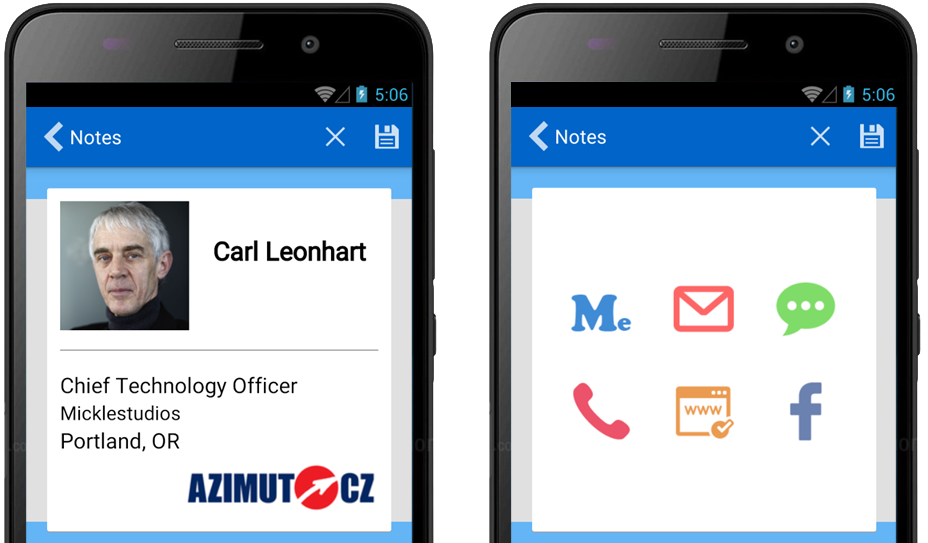 5:06
Notes
Carl Leonhart
Chief Technology Officer
Micklestudios
Portland, OR
AZIMUT CZ
5:06
Notes
Me
www
f